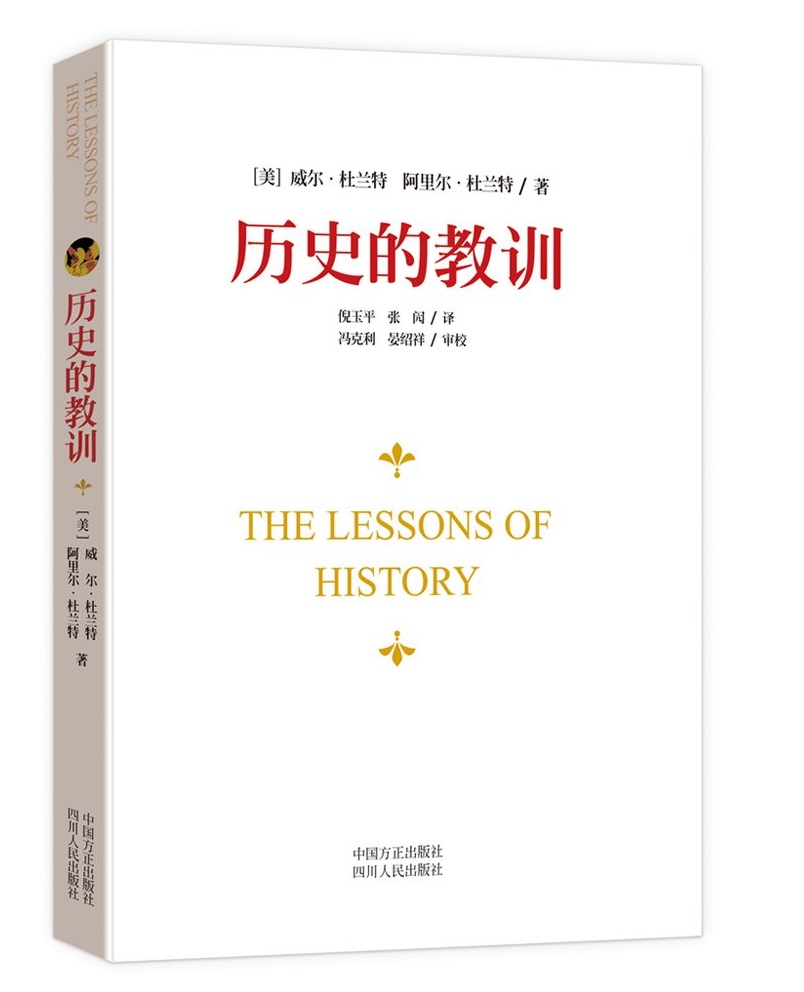 [美] 威尔·杜兰特 阿里尔·杜兰特 / 著
历史的教训
倪玉平 张闶 / 译
冯克利 晏绍祥 / 审校
THE LESSONS OF
HISTORY
中国方正出版社
四川人民出版社
THE LESSONS OF
HISTORY
历史的教训
[美] 威尔·杜兰特
阿里尔·杜兰特
著
中国方正出版社
四川人民出版社